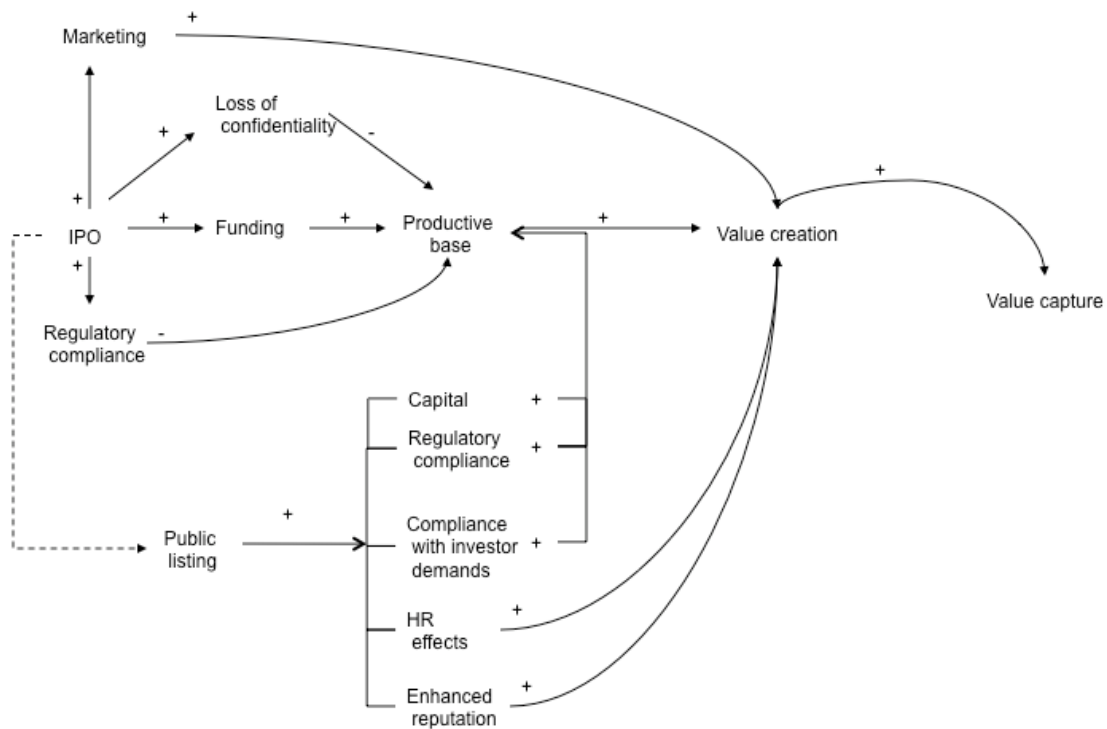 +
Marketing
Loss of
confidentiality
+
-
+
IPO
+
Funding
+
Productive
base
+
Value creation
+
Value capture
+
Regulatory
compliance
-
Capital +
Regulatory
compliance +
Public
listing
+
Compliance
with investor +
demands
HR
effects
+
Enhanced
reputation
+